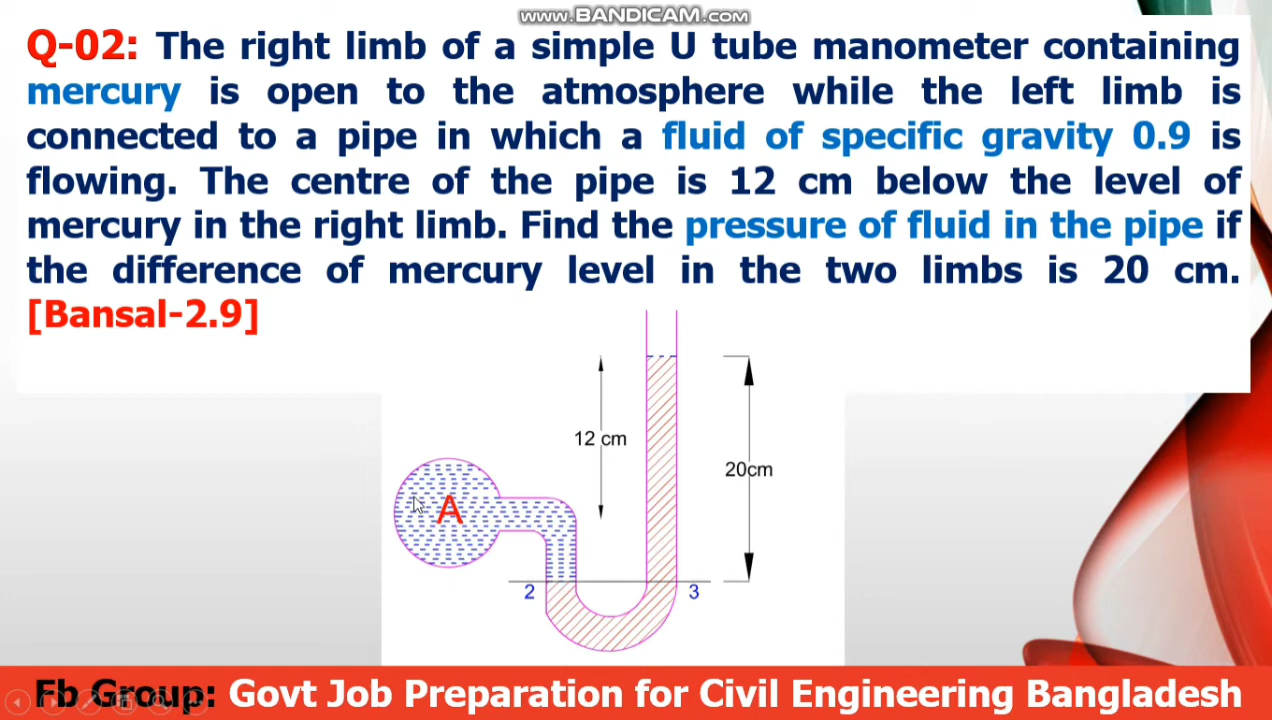 www.BANDICAM.com
Q-02: The right limb of a simple U tube manometer containing
mercury is open to the atmosphere while the left limb is
connected to a pipe in which a fluid of specific gravity 0.9 is
flowing. The centre of the pipe is 12 cm below the level of
mercury in the right limb. Find the pressure of fluid in the pipe if
the difference of mercury level in the two limbs is 20 cm.
[Bansal-2.9]
12 cm
20cm
A
2
3
Fb Group: Govt Job Preparation for Civil Engineering Bangladesh